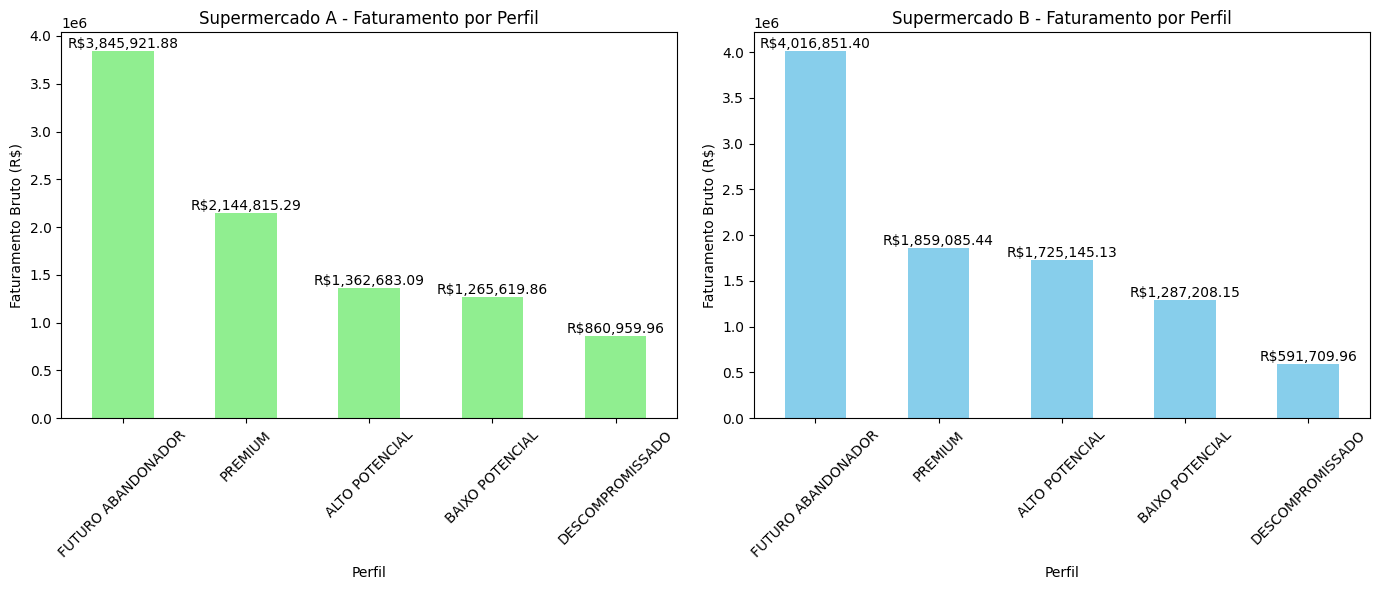 Supermercado A - Faturamento por Perfil
1e6
Faturamento Bruto (R$)
4.0
3.5
3.0
2.5
2.0
1.5
1.0
0.5
0.0
R$3,845,921.88
R$2,144,815.29
R$1,362,683.09
R$1,265,619.86
R$860,959.96
FUTURO ABANDONADOR
PREMIUM
ALTO POTENCIAL
BAIXO POTENCIAL
DESCOMPROMISSADO
Perfil
Supermercado B - Faturamento por Perfil
1e6
Faturamento Bruto (R$)
4.0
3.5
3.0
2.5
2.0
1.5
1.0
0.5
0.0
R$4,016,851.40
R$1,859,085.44
R$1,725,145.13
R$1,287,208.15
R$591,709.96
FUTURO ABANDONADOR
PREMIUM
ALTO POTENCIAL
BAIXO POTENCIAL
DESCOMPROMISSADO
Perfil